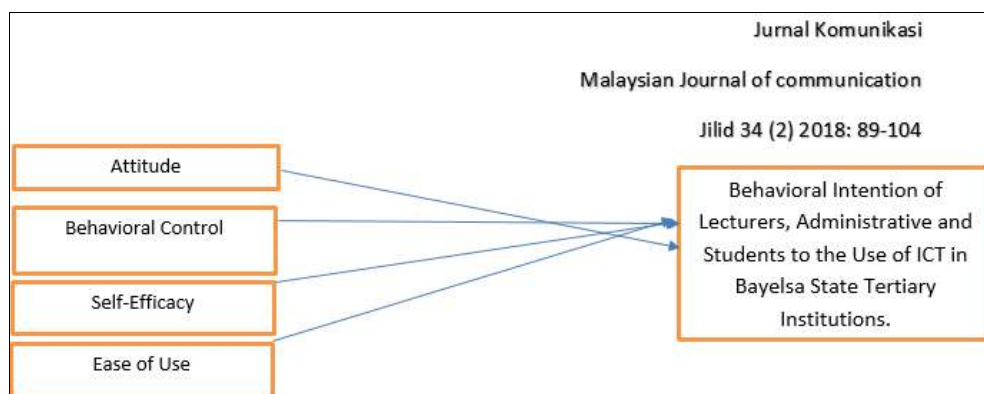 Jurnal Komunikasi
Malaysian Journal of communication
Jilid 34 (2) 2018: 89-104
Attitude
Behavioral Control
Self-Efficacy
Ease of Use
Behavioral Intention of
Lecturers, Administrative and
Students to the Use of ICT in
Bayelsa State Tertiary
Institutions.